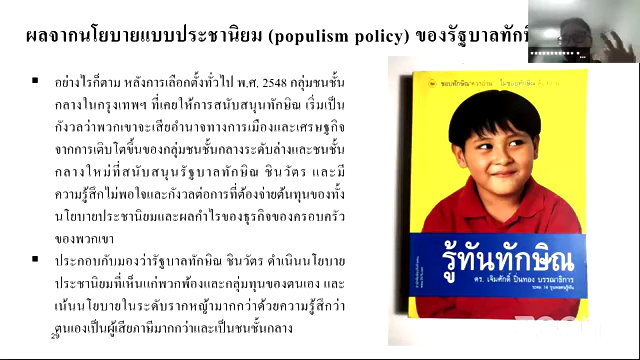 ผลจากนโยบายแบบประชานิยม (populism policy) ของรัฐบาลทักษิ
▪ อย่างไรก็ตาม หลังการเลือกตั้งทั่วไป พ.ศ. 2548 กลุ่มชนชั้น
กลางในกรุงเทพฯ ที่เคยให้การสนับสนุนทักษิณ เริ่มเป็น
กังวลว่าพวกเขาจะเสียอำนาจทางการเมืองและเศรษฐกิจ
จากการเติบโตขึ้นของกลุ่มชนชั้นกลางระดับล่างและชนชั้น
กลางใหม่ที่สนับสนุนรัฐบาลทักษิณ ชินวัตร และมี
ความรู้สึกไม่พอใจและกังวลต่อการที่ต้องจ่ายต้นทุนของทั้ง
นโยบายประชานิยมและผลกำไรของธุรกิจของครอบครัว
ของพวกเขา
▪ ประกอบกับมองว่ารัฐบาลทักษิณ ชินวัตร ดำเนินนโยบาย
ประชานิยมที่เห็นแก่พวกพ้องและกลุ่มทุนของตนเอง และ
เน้นนโยบายในระดับรากหญ้ามากกว่าด้วยความรู้สึกว่า
ตนเองเป็นผู้เสียภาษีมากกว่าและเป็นชนชั้นกลาง
29
รู้ทันทักษิณ
ดร. เจิมศักดิ์ ปิ่นทอง บรรณาธิการ